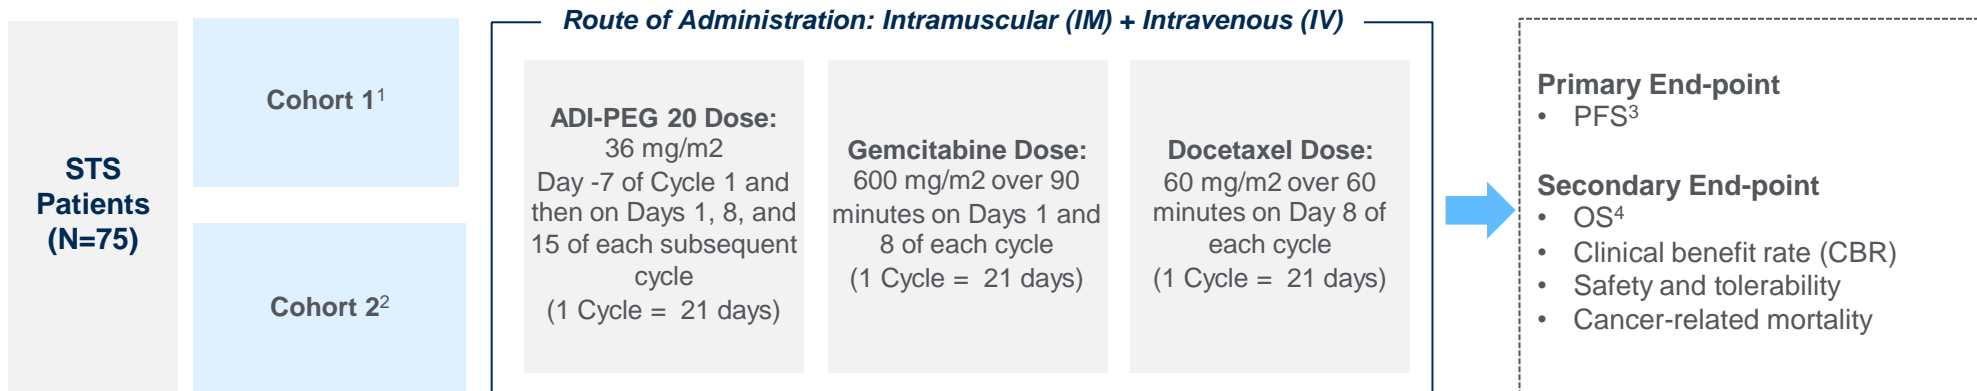 Route of Administration: Intramuscular (IM) + Intravenous (IV)
STS
Patients
(N=75)
Cohort 1¹
Cohort 2²
ADI-PEG 20 Dose:
36 mg/m2
Day -7 of Cycle 1 and
then on Days 1, 8, and
15 of each subsequent
cycle
(1 Cycle = 21 days)
Gemcitabine Dose:
600 mg/m2 over 90
minutes on Days 1 and
8 of each cycle
(1 Cycle = 21 days)
Docetaxel Dose:
60 mg/m2 over 60
minutes on Day 8 of
each cycle
(1 Cycle = 21 days)
Primary End-point
• PFS³
Secondary End-point
• OS⁴
• Clinical benefit rate (CBR)
• Safety and tolerability
• Cancer-related mortality